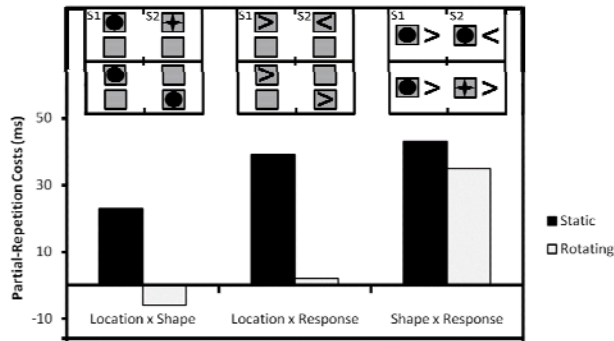 S1 S2 S1 S2 S1 S2
Partial-Repetition Costs (ms)
50
30
10
-10
Location x Shape Location x Response Shape x Response
Static
Rotating